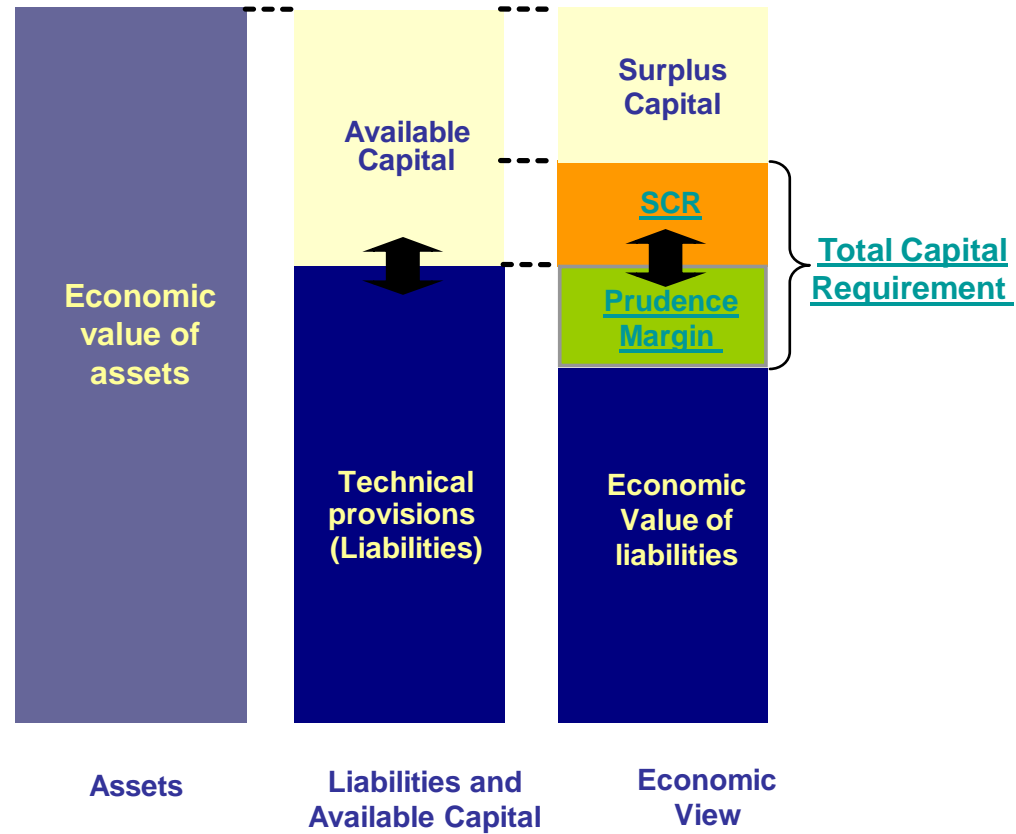 Economic
value of
assets
Assets
Available
Capital
Technical
provisions
(Liabilities)
Liabilities and
Available Capital
Surplus
Capital
SCR
Prudence
Margin
Economic
Value of
liabilities
Economic
View
Total Capital
Requirement